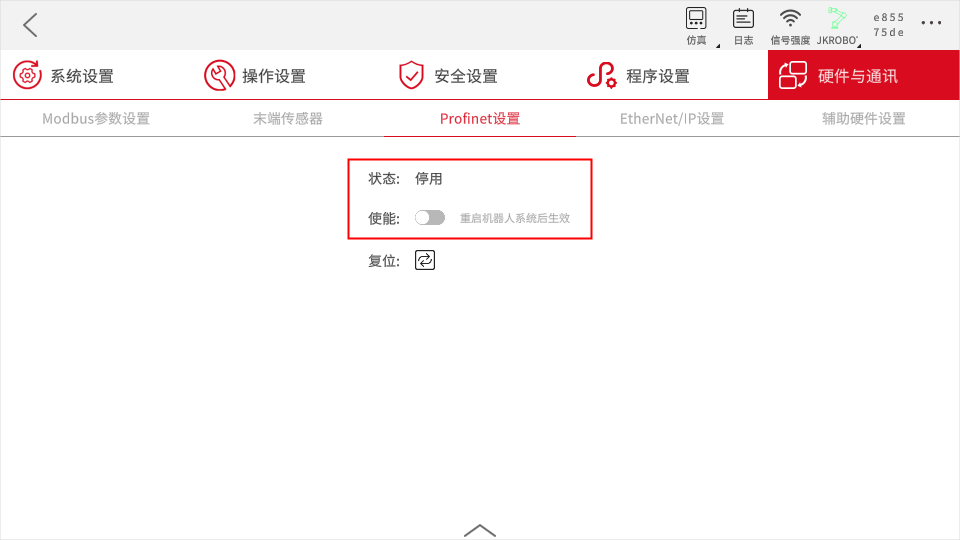 仿真
日志
信号强度
JKROBOT
e855
75de
系统设置
操作设置
安全设置
程序设置
硬件与通讯
Modbus参数设置
末端传感器
Profinet设置
EtherNet/IP设置
辅助硬件设置
状态: 停用
使能: 重启机器人系统后生效
复位: